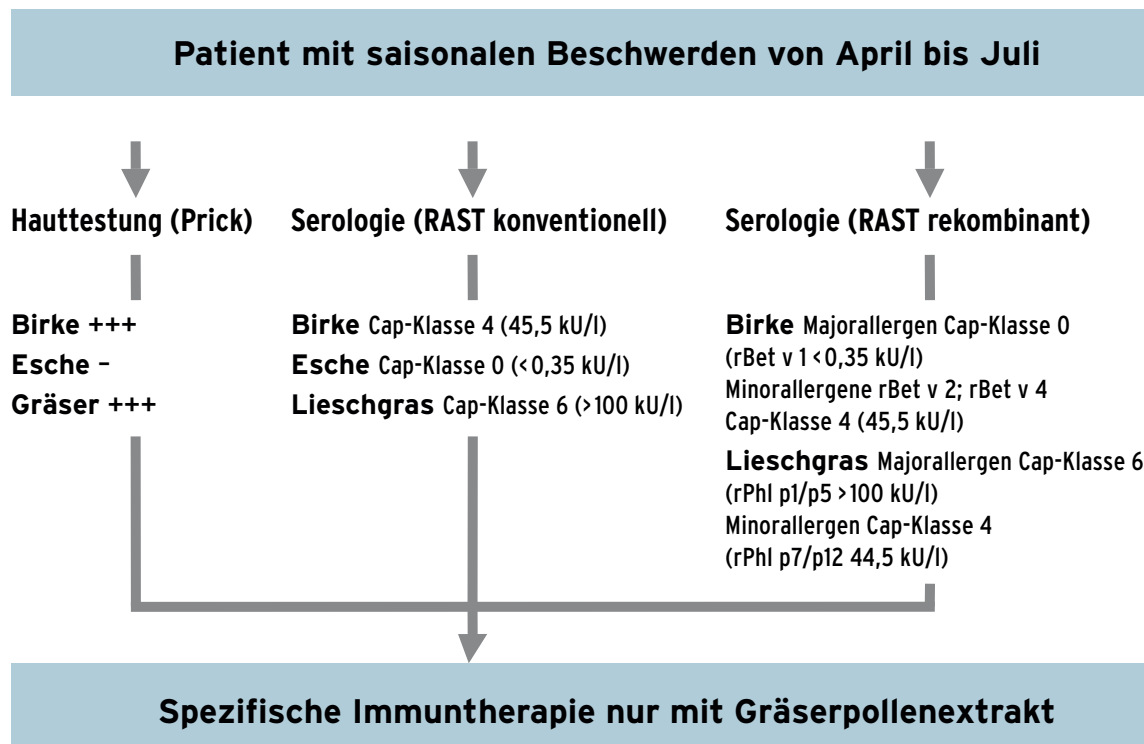 Patient mit saisonalen Beschwerden von April bis Juli
Hauttestung (Prick)
Birke +++
Esche –
Gräser +++
Serologie (RAST konventionell)
Birke Cap-Klasse 4 (45,5 kU/l)
Esche Cap-Klasse 0 (<0,35 kU/l)
Lieschgras Cap-Klasse 6 (>100 kU/l)
Serologie (RAST rekombinant)
Birke Majorallergen Cap-Klasse 0
(rBet v 1<0,35 kU/l)
Minorallergene rBet v 2; rBet v 4
Cap-Klasse 4 (45,5 kU/l)
Lieschgras Majorallergen Cap-Klasse 6
(rPhl p1/p5 >100 kU/l)
Minorallergen Cap-Klasse 4
(rPhl p7/p12 44,5 kU/l)
Spezifische Immuntherapie nur mit Gräserpollenextrakt